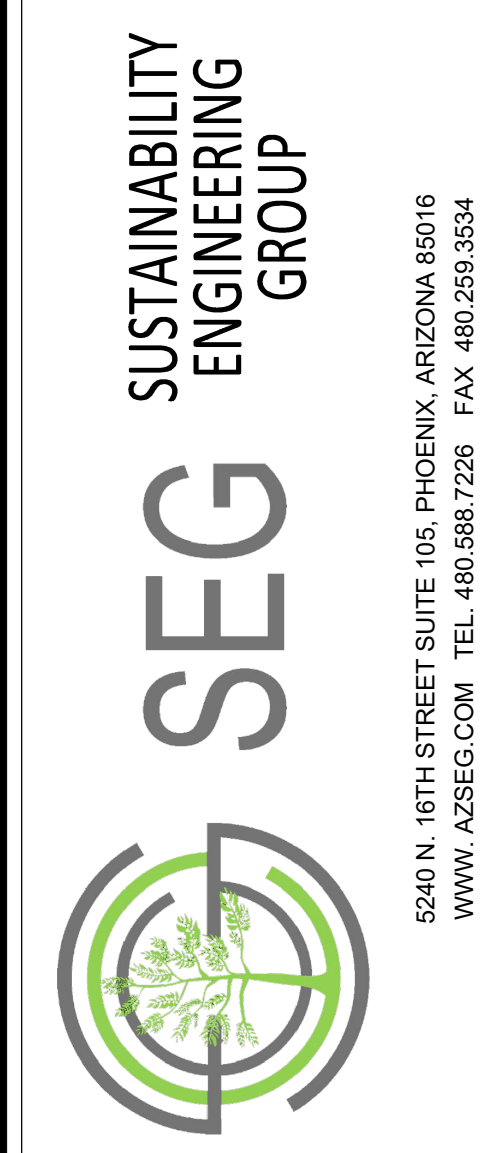 SEG
SUSTAINABILITY
ENGINEERING
GROUP
5240 N. 16TH STREET SUITE 105, PHOENIX, ARIZONA 85016
WWW. AZSEG.COM TEL. 480.588.7226 FAX 480.259.3534